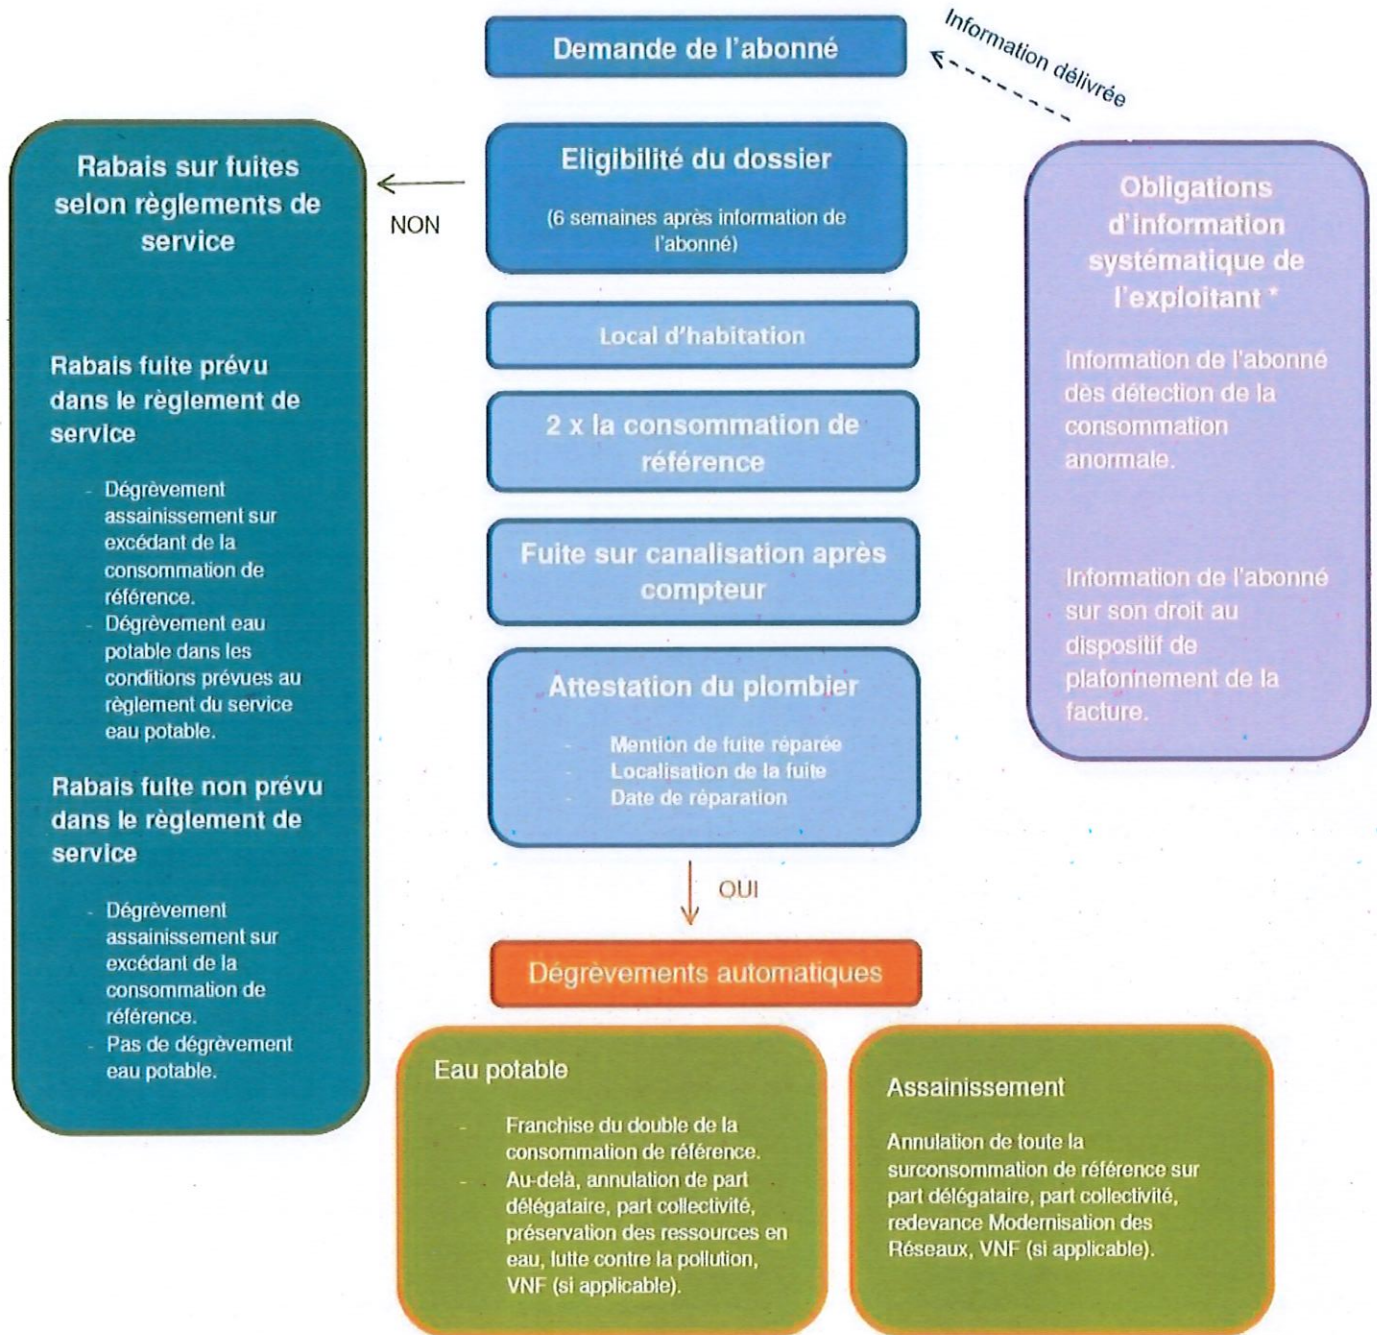 Demande de l'abonné
Information délivrée
Eligibilité du dossier
(6 semaines après information de
l'abonné)
NON
Rabais sur fuites
selon règlements de
service
Rabais fuite prévu
dans le règlement de
service
- Dégrèvement
assainissement sur
excédant de la
consommation de
référence.
- Dégrèvement eau
potable dans les
conditions prévues au
règlement du service
eau potable.
Rabais fuite non prévu
dans le règlement de
service
- Dégrèvement
assainissement sur
excédant de la
consommation de
référence.
- Pas de dégrèvement
eau potable.
Local d'habitation
2 x la consommation de
référence
Fuite sur canalisation après
compteur
Attestation du plombier
- Mention de fuite réparée
- Localisation de la fuite
- Date de réparation
Obligations
d'information
systématique de
l'exploitant *
Information de l'abonné
dès détection de la
consommation
anormale.
Information de l'abonné
sur son droit au
dispositif de
plafonnement de la
facture.
OUI
Dégrèvements automatiques
Eau potable
- Franchise du double de la
consommation de référence.
- Au-delà, annulation de part
délégataire, part collectivité,
préservation des ressources en
eau, lutte contre la pollution,
VNF (si applicable).
Assainissement
Annulation de toute la
surconsommation de référence sur
part délégataire, part collectivité,
redevance Modernisation des
Réseaux, VNF (si applicable).